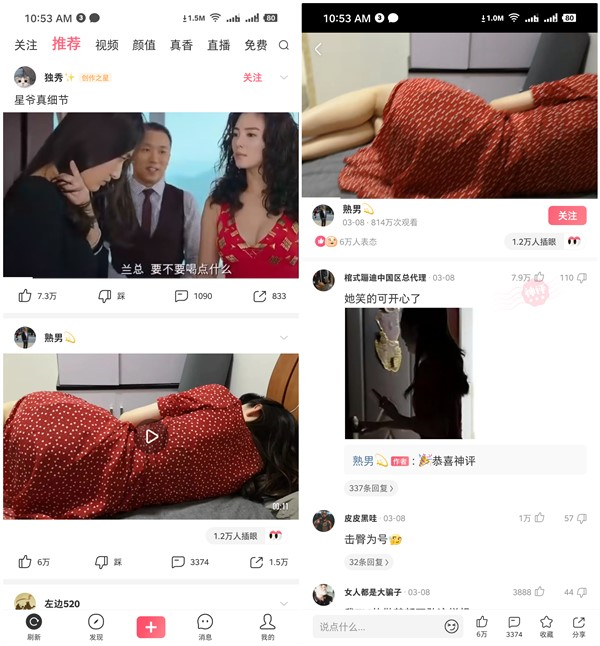 10:53 AM 3
1.5M 80
关注 推荐 视频 颜值 真香 直播 免费
独秀 创作之星 关注
星爷真细节
兰总 要不要喝点什么
7.3万 踩 1090 833
熟男
00:11
1.2万人插眼
6万 踩 3374 1.5万
左边520
刷新 发现 消息 我的
10:53 AM 3
1.0M 80
熟男
03-08 · 814万次观看
关注
6万人表态
1.2万人插眼
棺式逼迪中国区总代理 · 03-08 7.9万 110
她笑的可开心了
熟男 作者 : 恭喜神评
337条回复 >
皮皮黑哇 · 03-08 1万 57
击臀为号
32条回复 >
女人都是大骗子 · 03-08 3888 44
说点什么...
6万 3374 收藏 分享